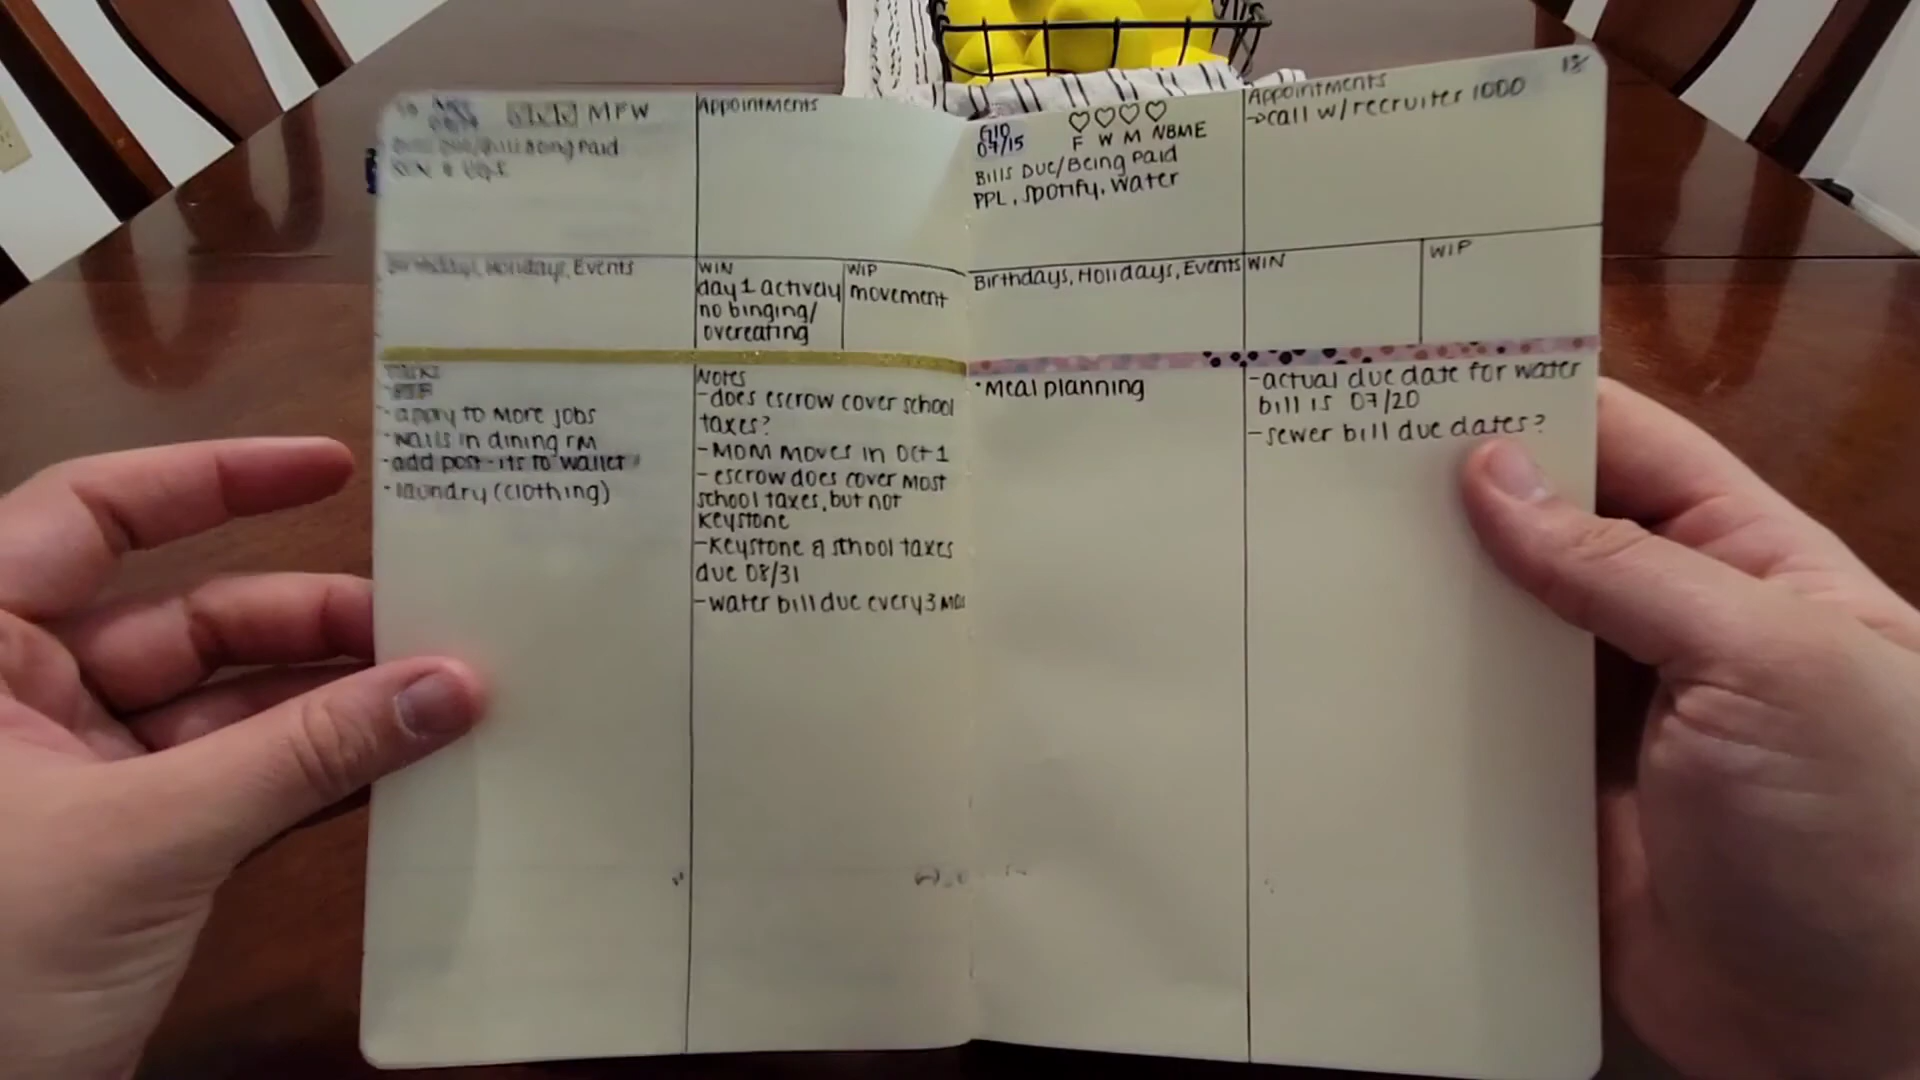 MFW
Being Paid
Appointments
Birthdays, Holidays, Events
WIN
day 1 actively
no binging/
overeating
WIP
movement
- apply to more jobs
- nails in dining rm
- add post-its to wallet
- laundry (clothing)
Notes
- does escrow cover school
taxes?
- Mom moves in Oct 1
- escrow does cover most
school taxes, but not
Keystone
- Keystone & school taxes
due 08/31
- water bill due every 3 mos
07/15
F W M NBME
Bills Due/Being Paid
PPL, Spotify, Water
Appointments
→ call w/recruiter 1000
Birthdays, Holidays, Events
WIN
WIP
• Meal planning
- actual due date for water
bill is 07/20
- sewer bill due dates?